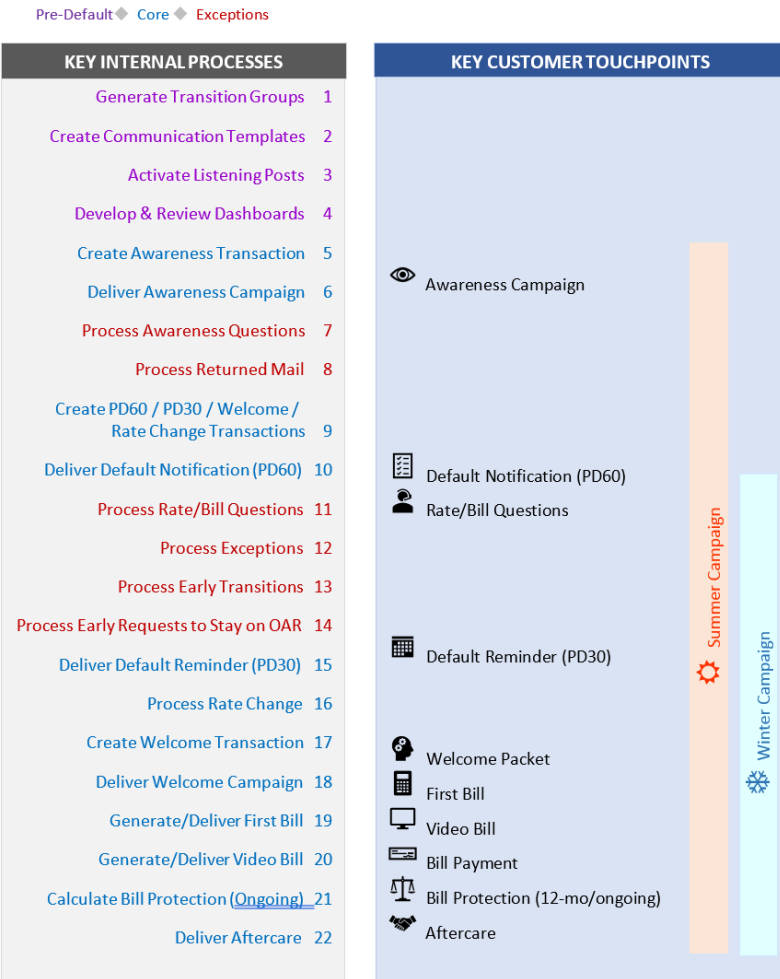 Pre-Default Core Exceptions
KEY INTERNAL PROCESSES
Generate Transition Groups 1
Create Communication Templates 2
Activate Listening Posts 3
Develop & Review Dashboards 4
Create Awareness Transaction 5
Deliver Awareness Campaign 6
Process Awareness Questions 7
Process Returned Mail 8
Create PD60 / PD30 / Welcome /
Rate Change Transactions 9
Deliver Default Notification (PD60) 10
Process Rate/Bill Questions 11
Process Exceptions 12
Process Early Transitions 13
Process Early Requests to Stay on OAR 14
Deliver Default Reminder (PD30) 15
Process Rate Change 16
Create Welcome Transaction 17
Deliver Welcome Campaign 18
Generate/Deliver First Bill 19
Generate/Deliver Video Bill 20
Calculate Bill Protection (Ongoing) 21
Deliver Aftercare 22
KEY CUSTOMER TOUCHPOINTS
Awareness Campaign
Default Notification (PD60)
Rate/Bill Questions
Default Reminder (PD30)
Welcome Packet
First Bill
Video Bill
Bill Payment
Bill Protection (12-mo/ongoing)
Aftercare
Summer Campaign
Winter Campaign